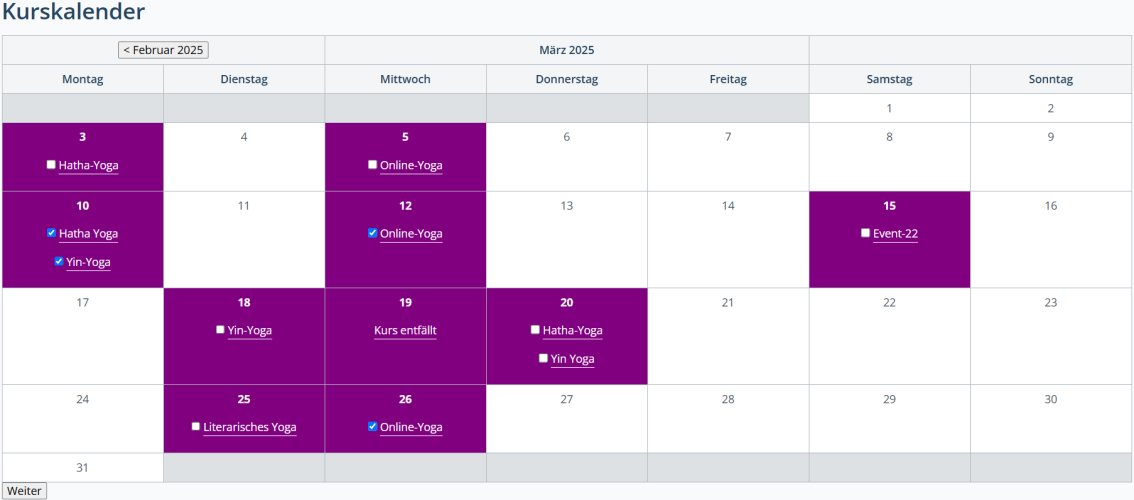 Kurskalender
< Februar 2025 März 2025
Montag Dienstag Mittwoch Donnerstag Freitag Samstag Sonntag
1 2
3 4 5 6 7 8 9
Hatha-Yoga Online-Yoga
10 11 12 13 14 15 16
Hatha Yoga Online-Yoga Event-22
Yin-Yoga
17 18 19 20 21 22 23
Yin-Yoga Kurs entfällt Hatha-Yoga
Yin Yoga
24 25 26 27 28 29 30
Literarisches Yoga Online-Yoga
31
Weiter